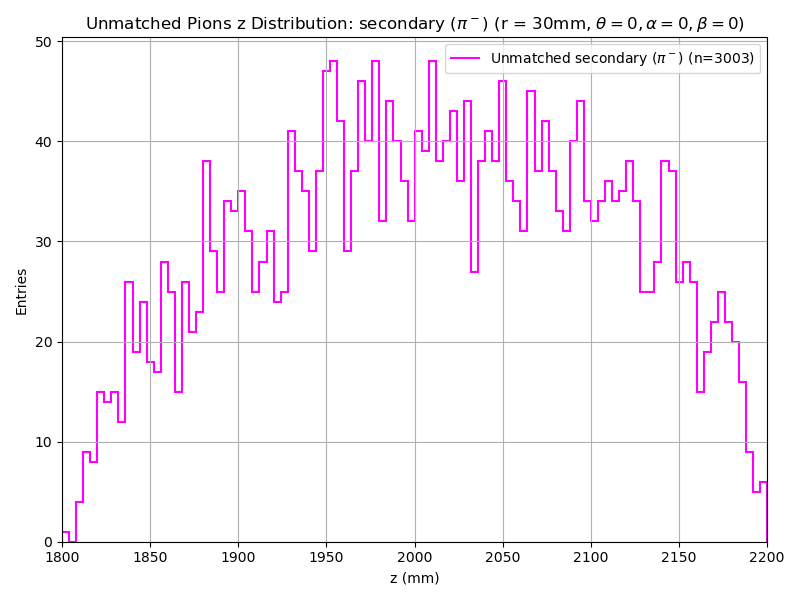 Unmatched Pions z Distribution: secondary (π⁻) (r = 30mm, θ = 0, α = 0, β = 0)
Unmatched secondary (π⁻) (n=3003)
50
40
30
20
10
0
Entries
1800 1850 1900 1950 2000 2050 2100 2150 2200
z (mm)